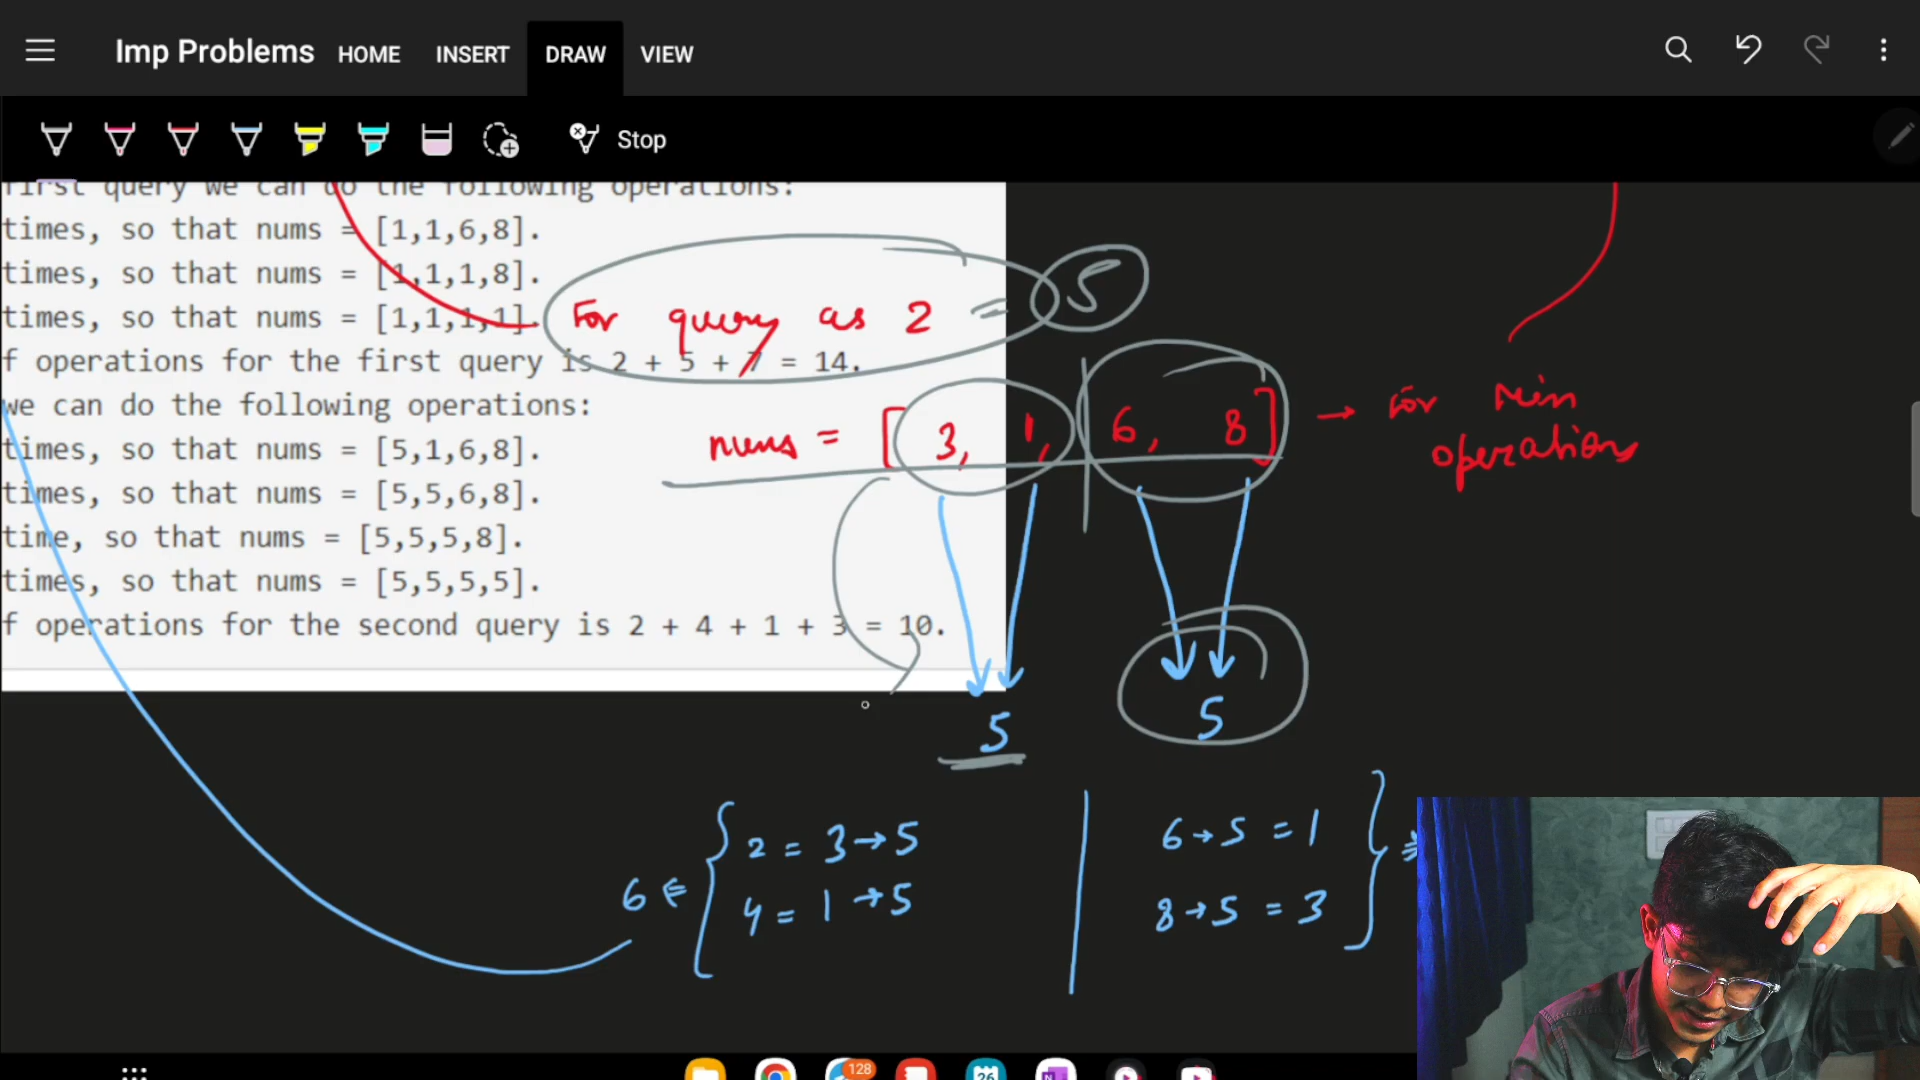 Imp Problems HOME INSERT DRAW VIEW
Stop
first query we can do the following operations:
times, so that nums = [1,1,6,8].
times, so that nums = [1,1,1,8].
times, so that nums = [1,1,1,1].
For query as 2 = 5
f operations for the first query is 2 + 5 + 7 = 14.
we can do the following operations:
nums = [3, 1, 6, 8] → For Min
operations
times, so that nums = [5,1,6,8].
times, so that nums = [5,5,6,8].
time, so that nums = [5,5,5,8].
times, so that nums = [5,5,5,5].
f operations for the second query is 2 + 4 + 1 + 3 = 10.
5 5
2 = 3→5 6→5 = 1
6 ⇐
4 = 1 →5 8→5 = 3
128
26
N